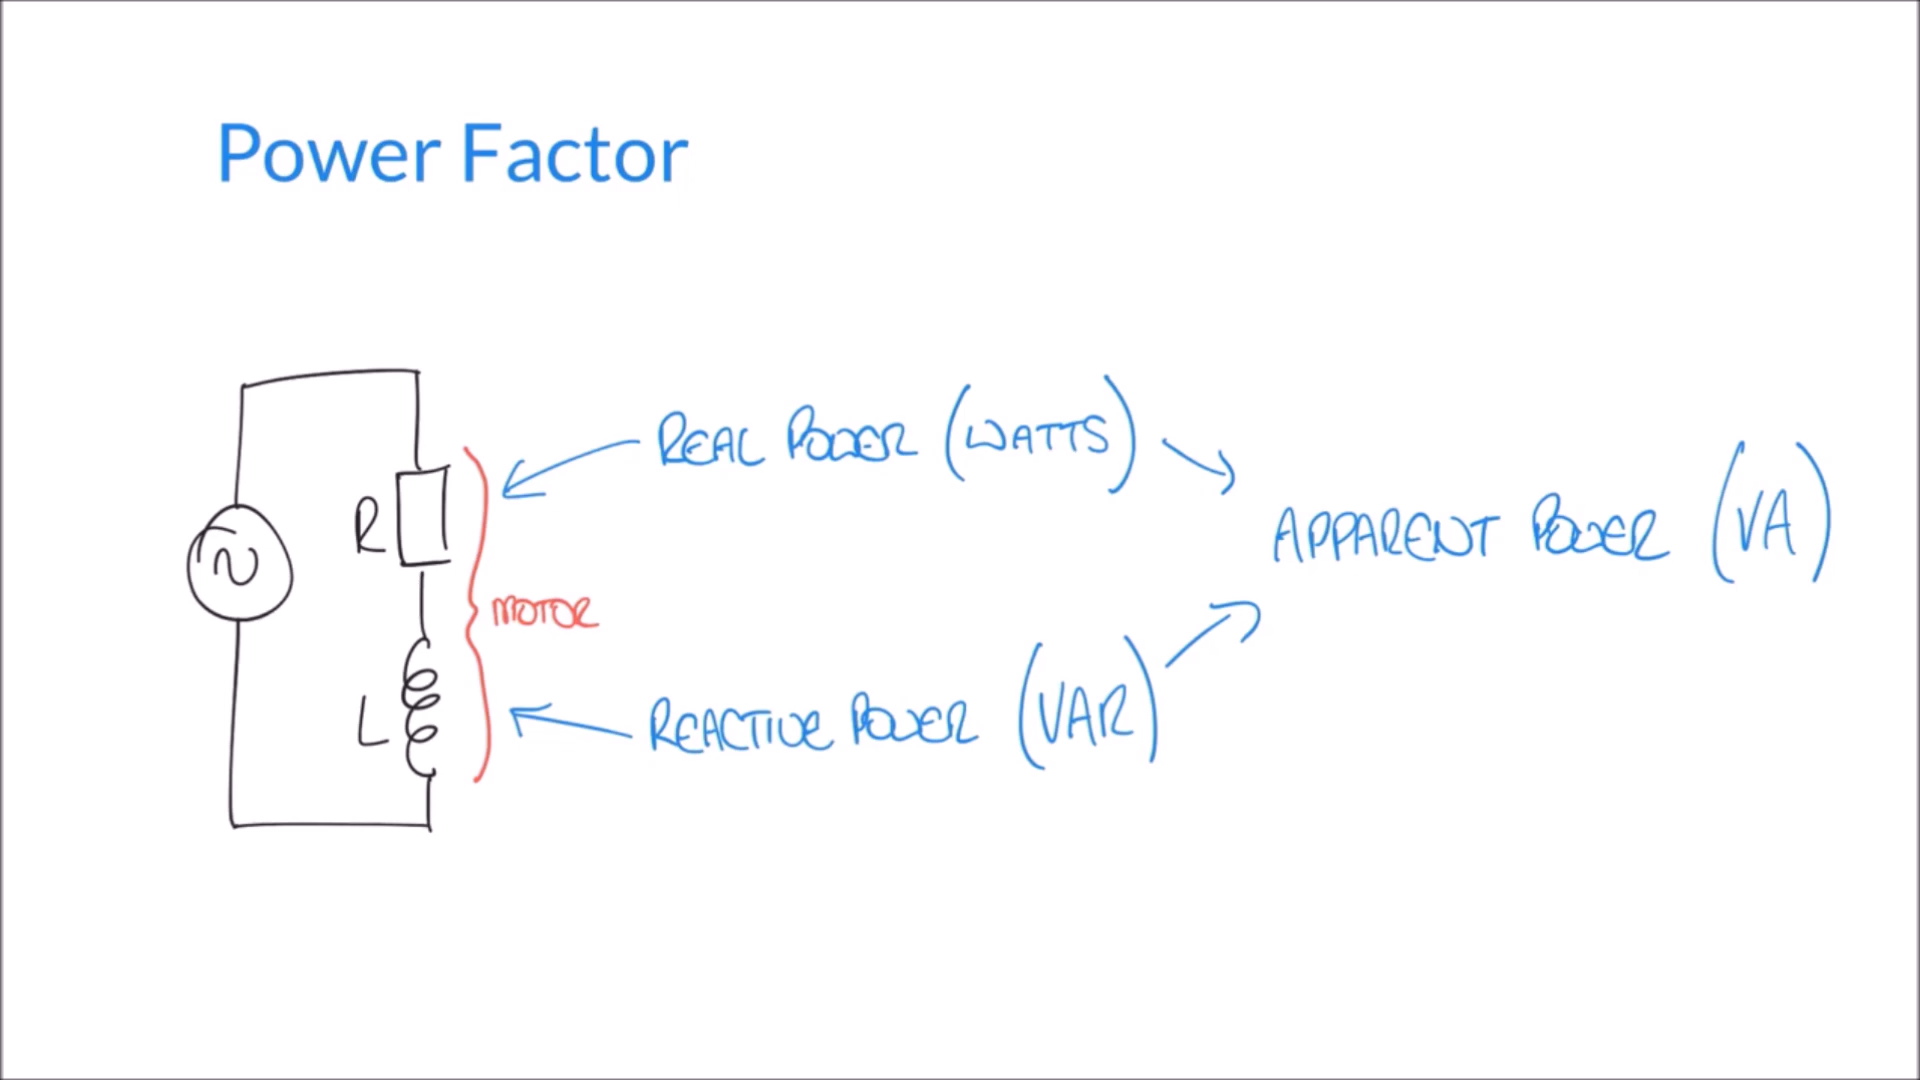 Power Factor
REAL POWER (WATTS)
APPARENT POWER (VA)
R
MOTOR
L
REACTIVE POWER (VAR)